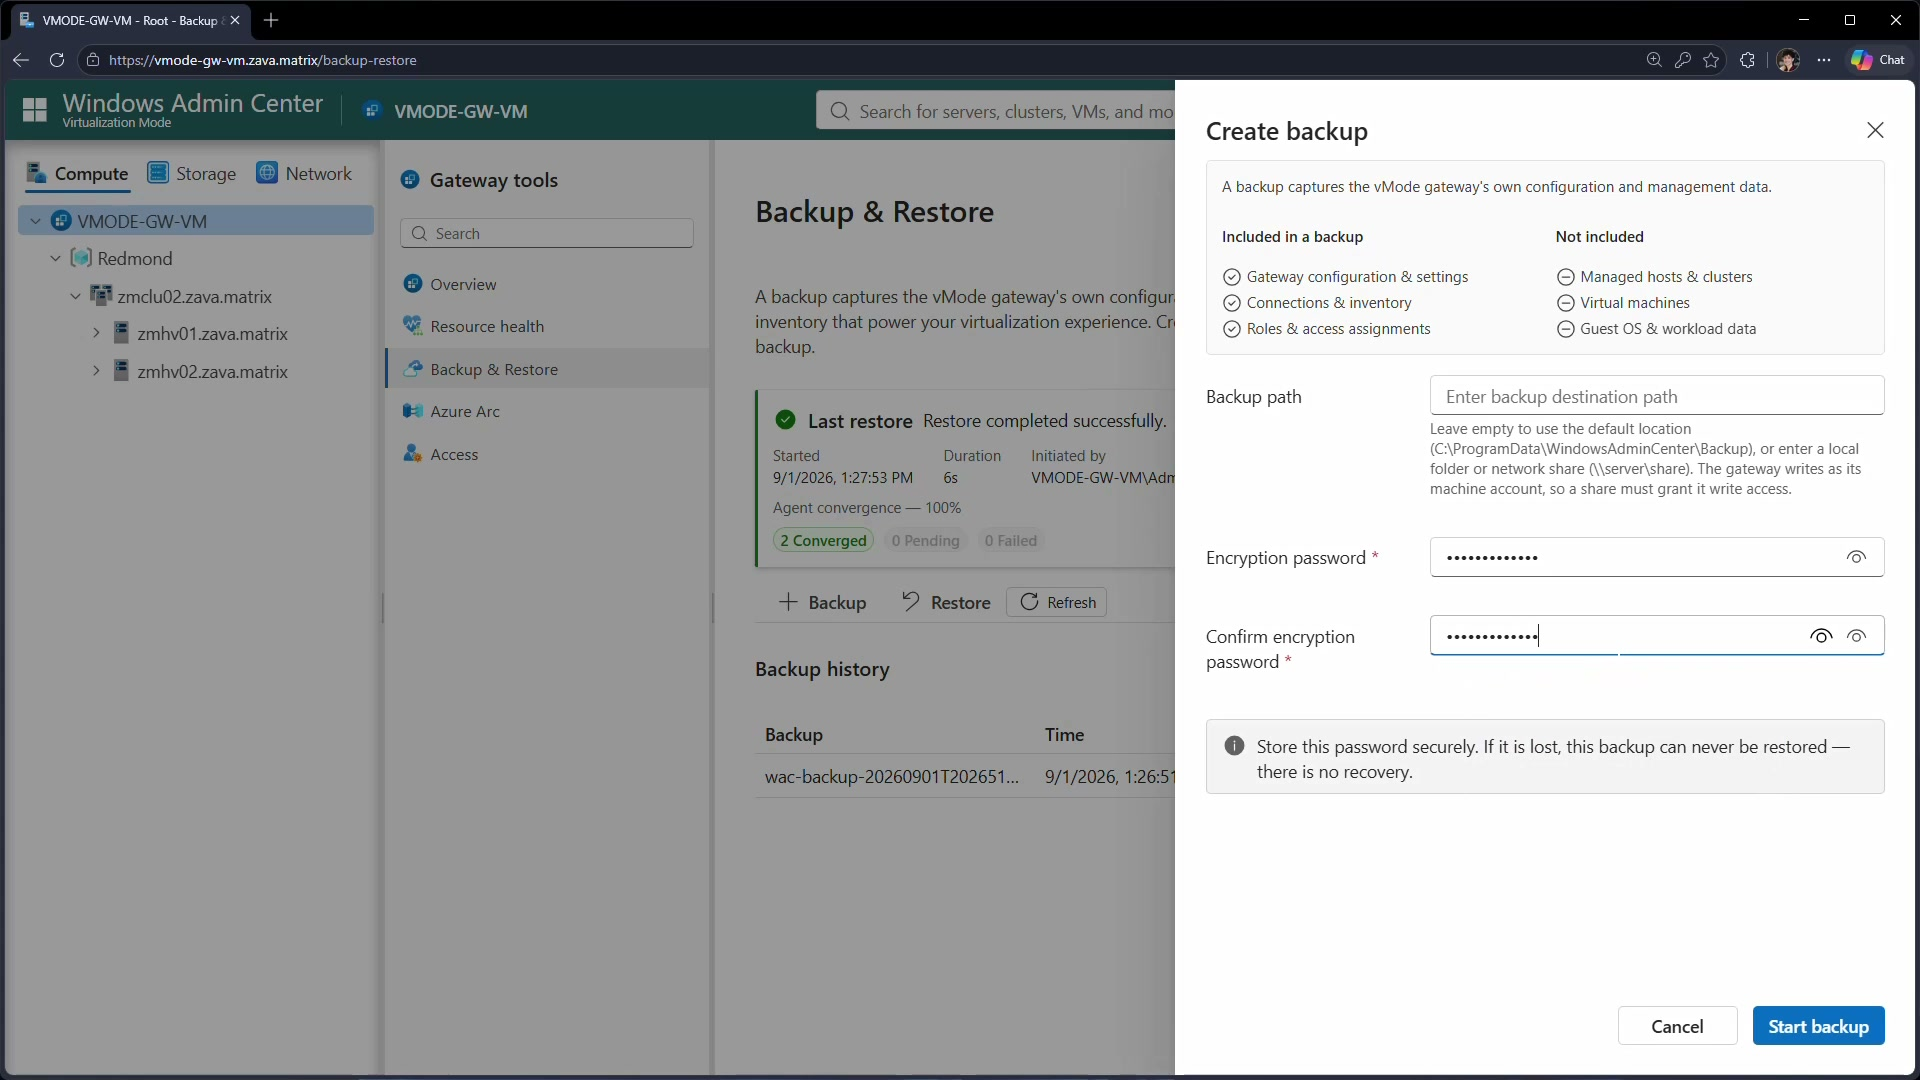 VMODE-GW-VM - Root - Backup
https://vmode-gw-vm.zava.matrix/backup-restore
Chat
Windows Admin Center
Virtualization Mode
VMODE-GW-VM
Search for servers, clusters, VMs, and mo
Compute
Storage
Network
VMODE-GW-VM
Redmond
zmclu02.zava.matrix
zmhv01.zava.matrix
zmhv02.zava.matrix
Gateway tools
Search
Overview
Resource health
Backup & Restore
Azure Arc
Access
Backup & Restore
A backup captures the vMode gateway's own configur
inventory that power your virtualization experience. Cr
backup.
Last restore Restore completed successfully.
Started Duration Initiated by
9/1/2026, 1:27:53 PM 6s VMODE-GW-VM\Adm
Agent convergence — 100%
2 Converged 0 Pending 0 Failed
Backup Restore Refresh
Backup history
Backup Time
wac-backup-20260901T202651... 9/1/2026, 1:26:51
Create backup
A backup captures the vMode gateway's own configuration and management data.
Included in a backup
Gateway configuration & settings
Connections & inventory
Roles & access assignments
Not included
Managed hosts & clusters
Virtual machines
Guest OS & workload data
Backup path
Enter backup destination path
Leave empty to use the default location
(C:\ProgramData\WindowsAdminCenter\Backup), or enter a local
folder or network share (\\server\share). The gateway writes as its
machine account, so a share must grant it write access.
Encryption password *
•••••••••••••
Confirm encryption
password *
•••••••••••••
Store this password securely. If it is lost, this backup can never be restored —
there is no recovery.
Cancel
Start backup